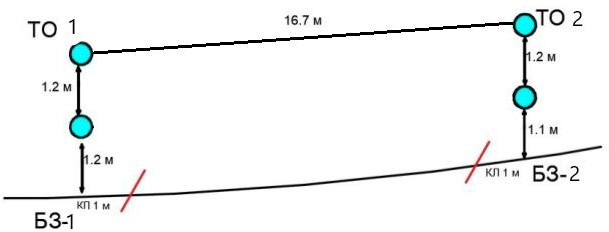 ТО 1
16.7 м
ТО 2
1.2 м
1.2 м
1.2 м
1.1 м
КП 1 м
КП 1 м
БЗ-1
БЗ-2